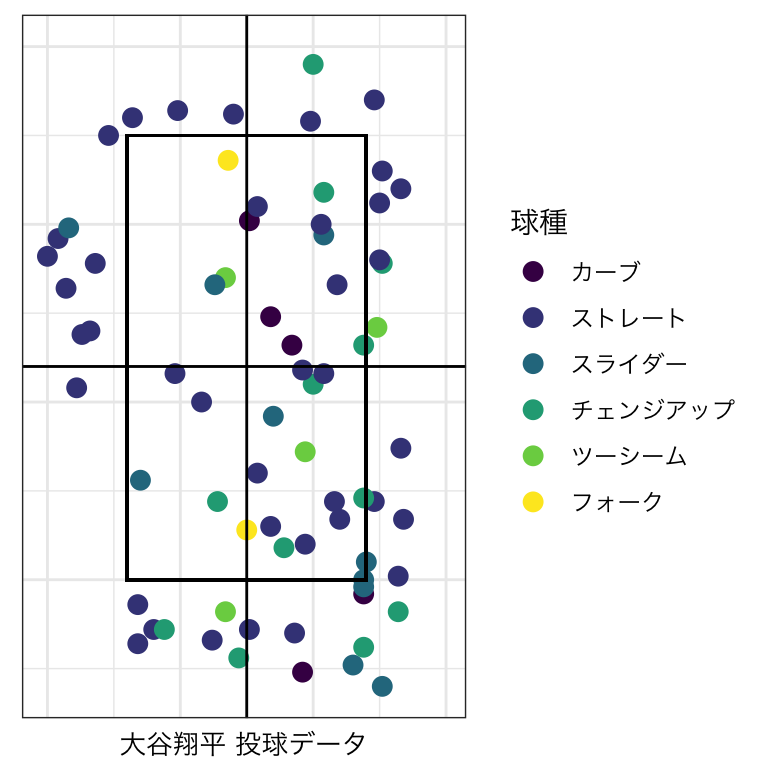 球種
カーブ
ストレート
スライダー
チェンジアップ
ツーシーム
フォーク
大谷翔平 投球データ